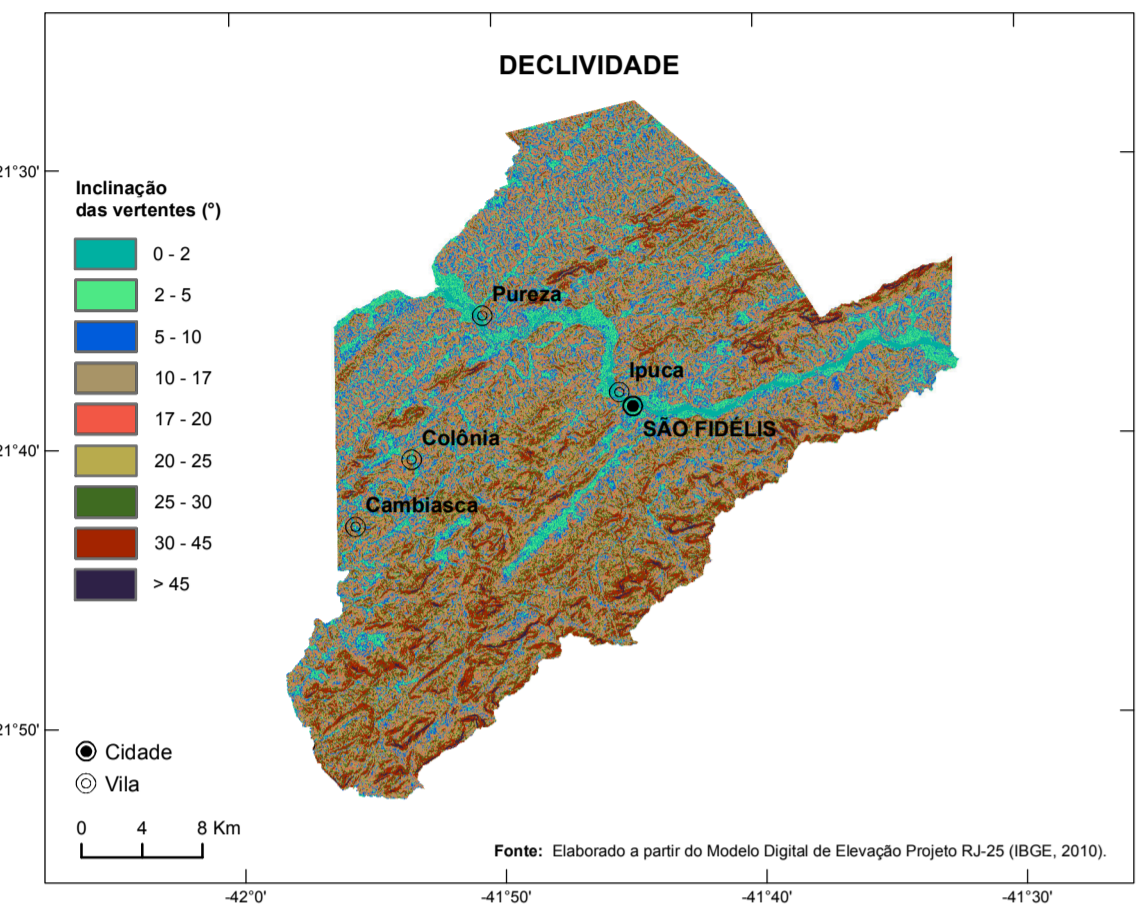 DECLIVIDADE
21°30'
Inclinação
das vertentes (°)
0 - 2
2 - 5
5 - 10
10 - 17
17 - 20
20 - 25
25 - 30
30 - 45
> 45
Pureza
Ipuca
SÃO FIDÉLIS
Colônia
21°40'
Cambiasca
21°50'
Cidade
Vila
0 4 8 Km
Fonte: Elaborado a partir do Modelo Digital de Elevação Projeto RJ-25 (IBGE, 2010).
-42°0' -41°50' -41°40' -41°30'